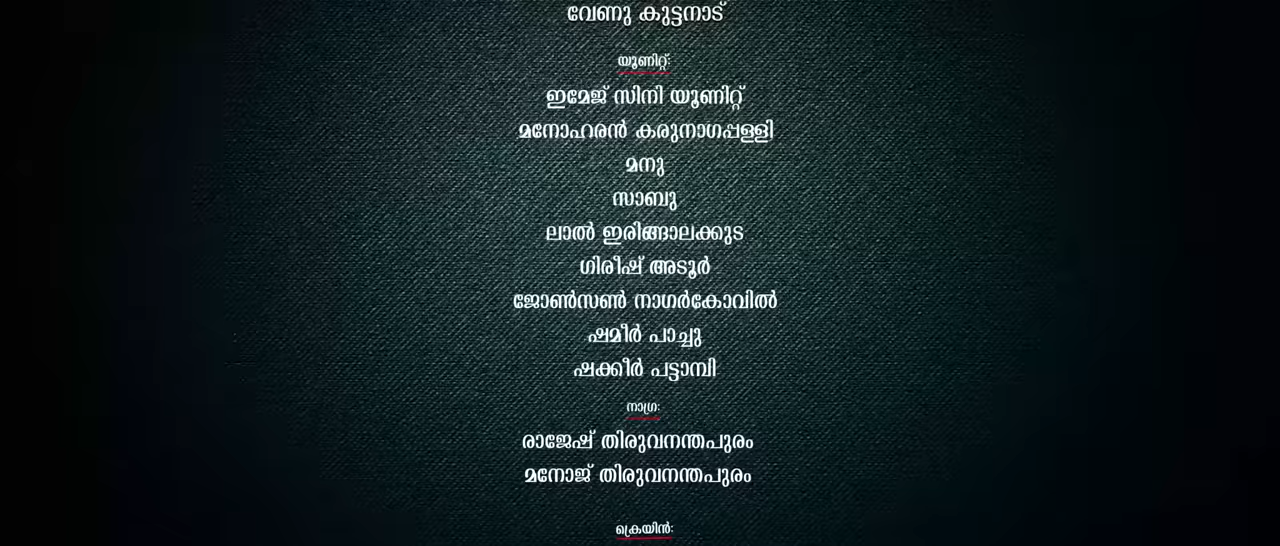 വേണു കുട്ടനാട്
യൂണിറ്റ്:
ഇമേജ് സിനി യൂണിറ്റ്
മനോഹരൻ കരുനാഗപ്പള്ളി
മനു
സാബു
ലാൽ ഇരിങ്ങാലക്കുട
ഗിരീഷ് അടൂർ
ജോൺസൺ നാഗർകോവിൽ
ഷമീർ പാച്ചു
ഷക്കീർ പട്ടാമ്പി
നാഗ്ര:
രാജേഷ് തിരുവനന്തപുരം
മനോജ് തിരുവനന്തപുരം
ക്രെയിൻ: